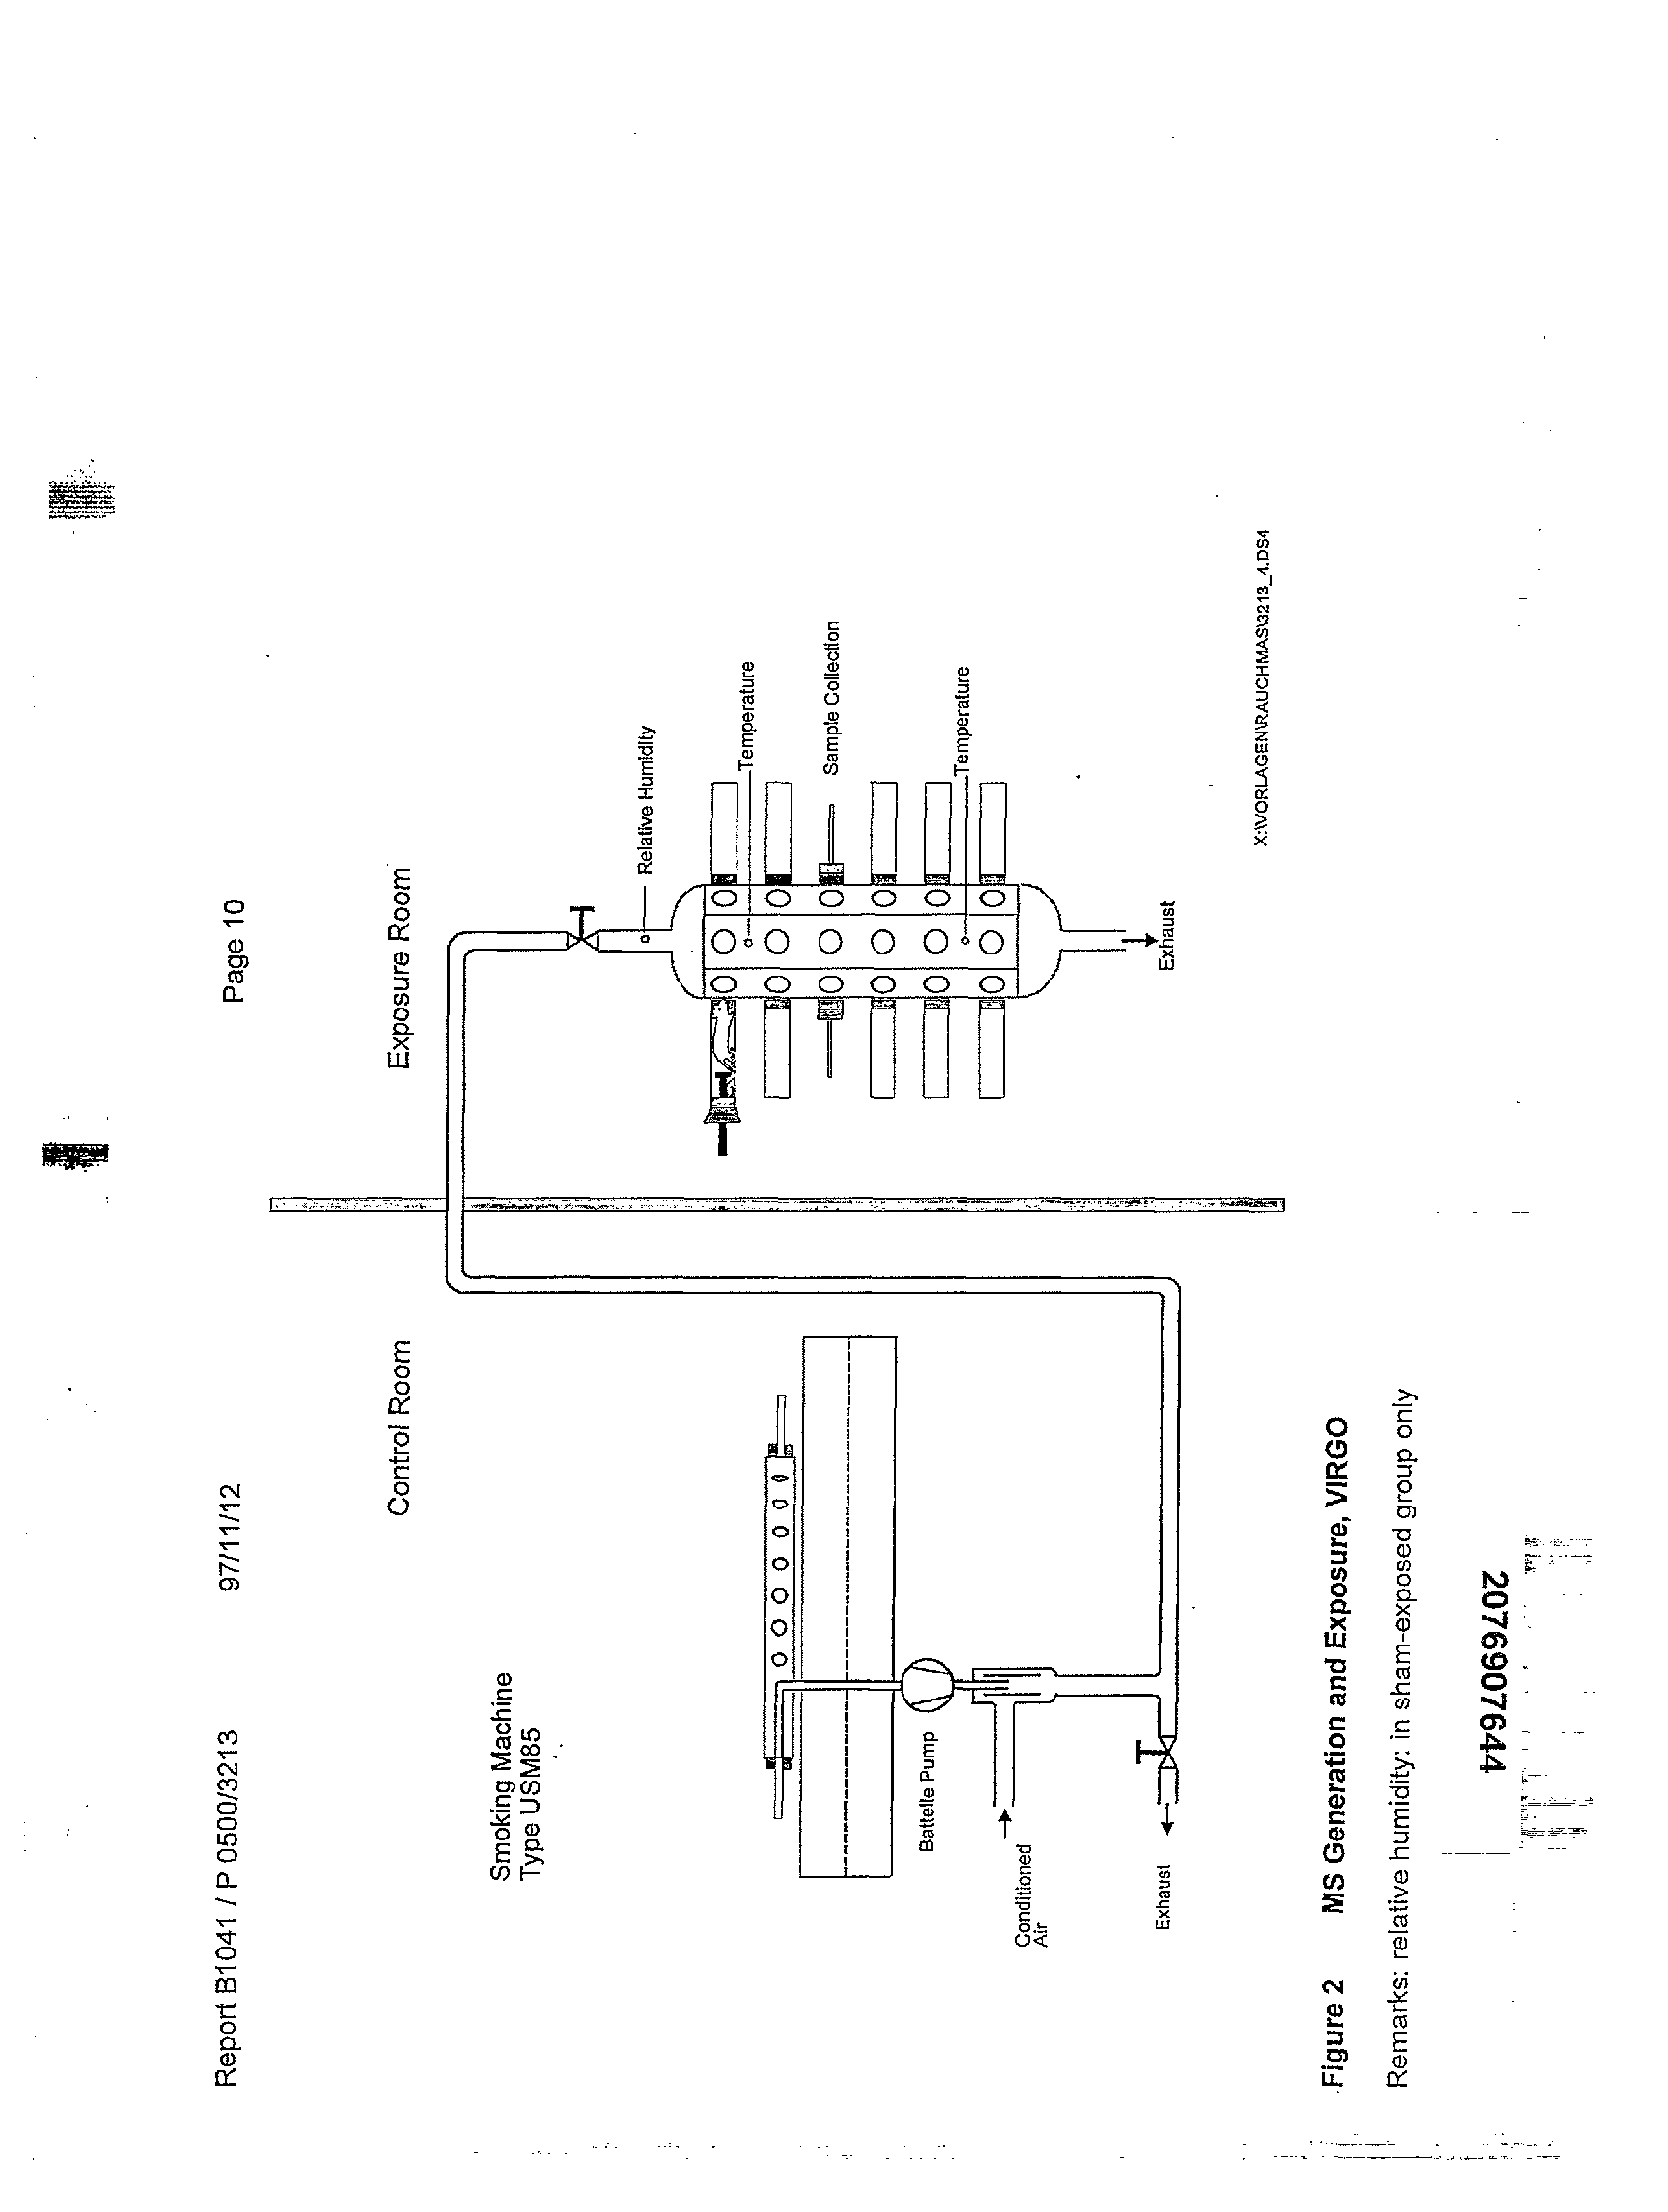 Report B1041 / P 0500/3213 97/11/12 Page 10
Control Room Exposure Room
Smoking Machine
Type USM85
Relative Humidity
Temperature
Sample Collection
Battelle Pump
Temperature
Conditioned
Air
Exhaust
Exhaust
X:\VORLAGEN\RAUCHMAS\3213_4.DS4
Figure 2 MS Generation and Exposure, VIRGO
Remarks: relative humidity: in sham-exposed group only
2076907644